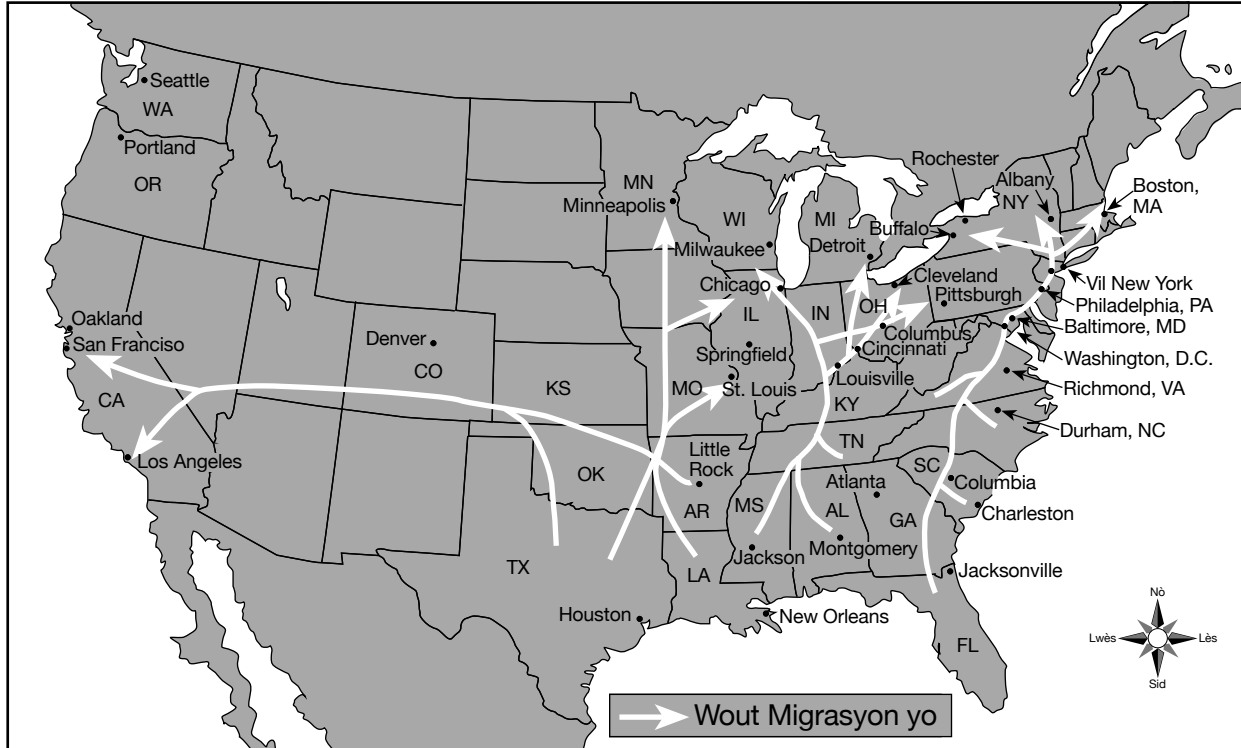 Seattle
WA
Portland
OR
MN
Minneapolis
WI
Milwaukee
MI
Detroit
Rochester
Albany
NY
Buffalo
Boston,
MA
Chicago
Cleveland
Pittsburgh
Vil New York
Philadelphia, PA
Baltimore, MD
Washington, D.C.
Richmond, VA
Durham, NC
IL
IN
OH
Columbus
Cincinnati
Oakland
San Franciso
Denver
CO
KS
MO
Springfield
St. Louis
Louisville
KY
CA
Los Angeles
OK
Little
Rock
AR
TN
MS
AL
Atlanta
GA
SC
Columbia
Charleston
TX
LA
Jackson
Montgomery
Jacksonville
Houston
New Orleans
FL
Nò
Lwès
Lès
Sid
Wout Migrasyon yo